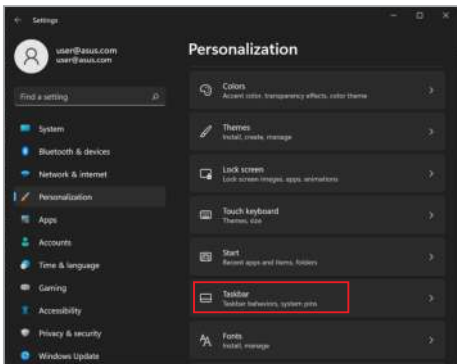 Settings
user@asus.com
user@asus.com
Find a setting
System
Bluetooth & devices
Network & internet
Personalization
Apps
Accounts
Time & language
Gaming
Accessibility
Privacy & security
Windows Update
Personalization
Colors
Accent color, transparency effects, color theme
Themes
Install, create, manage
Lock screen
Lock screen images, apps, animations
Touch keyboard
Themes, size
Start
Recent apps and items, folders
Taskbar
Taskbar behaviors, system pins
Fonts
Install, manage